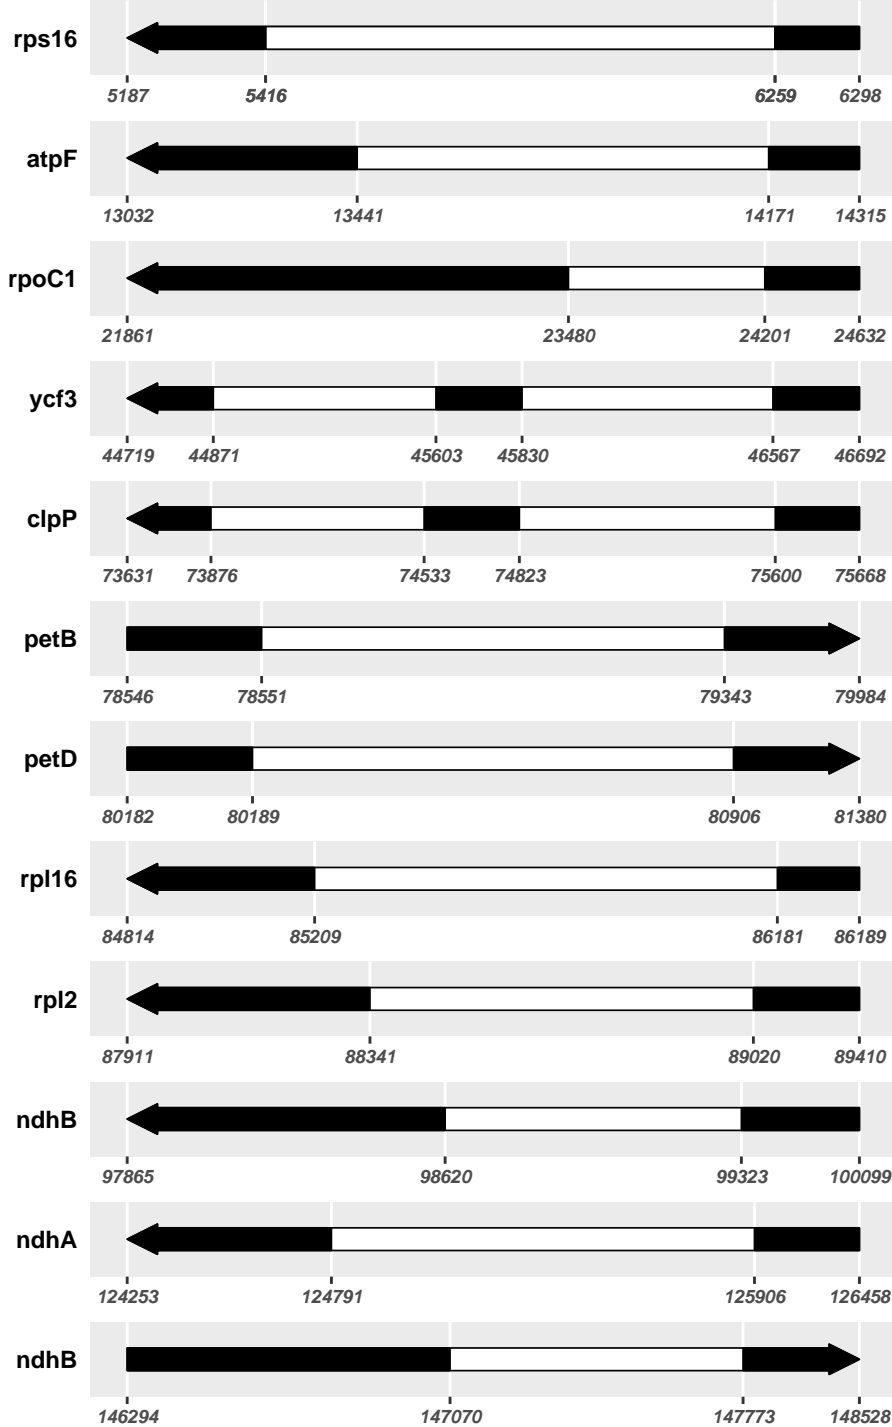 rps16
5187 5416 6259 6298
atpF
13032 13441 14171 14315
rpoC1
21861 23480 24201 24632
ycf3
44719 44871 45603 45830 46567 46692
clpP
73631 73876 74533 74823 75600 75668
petB
78546 78551 79343 79984
petD
80182 80189 80906 81380
rpl16
84814 85209 86181 86189
rpl2
87911 88341 89020 89410
ndhB
97865 98620 99323 100099
ndhA
124253 124791 125906 126458
ndhB
146294 147070 147773 148528